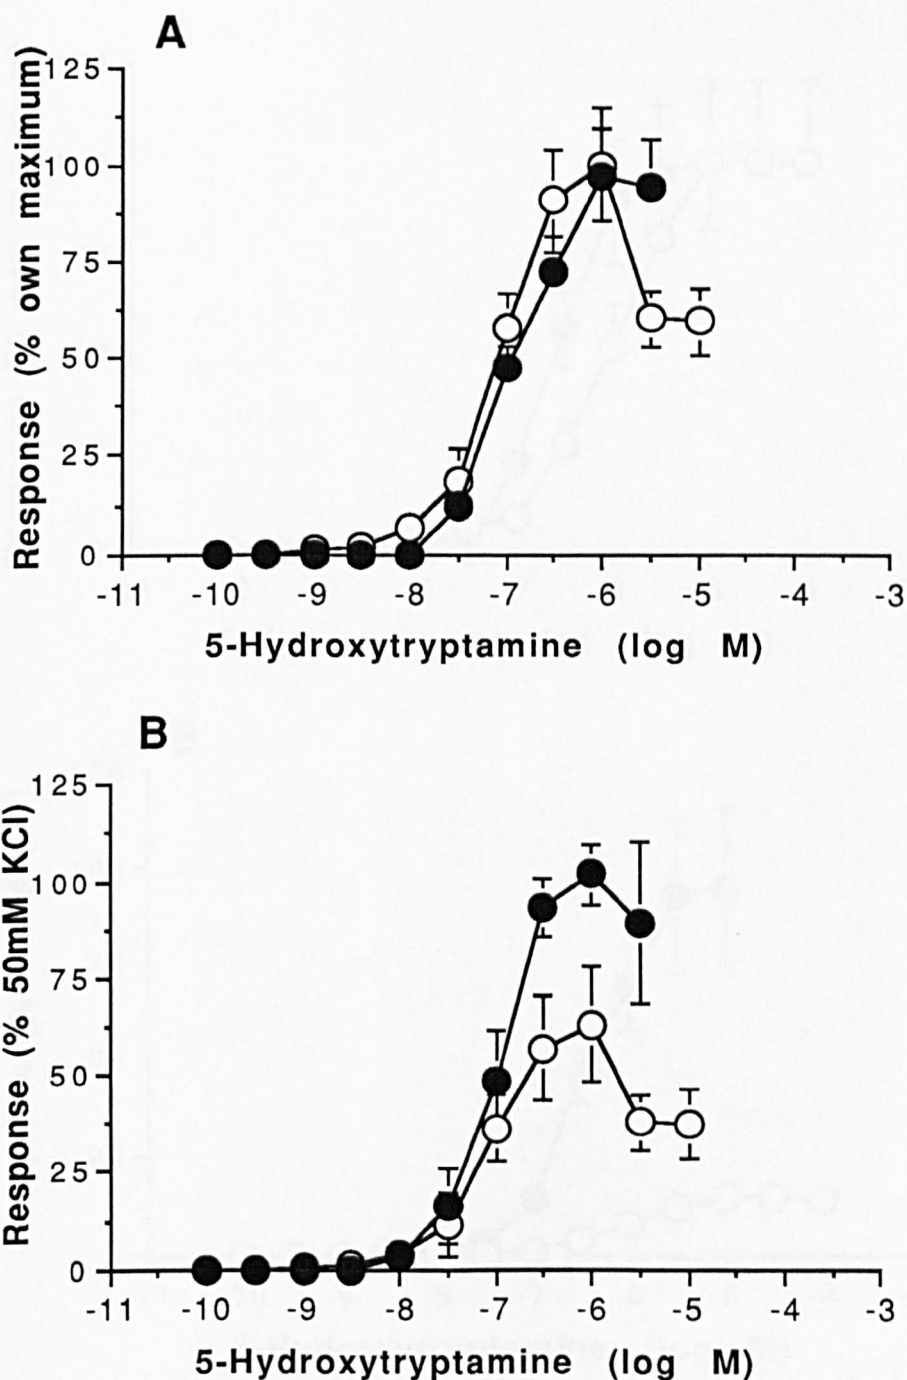 A
Response (% own maximum)
125
100
75
50
25
0
-11 -10 -9 -8 -7 -6 -5 -4 -3
5-Hydroxytryptamine (log M)
B
Response (% 50mM KCl)
125
100
75
50
25
0
-11 -10 -9 -8 -7 -6 -5 -4 -3
5-Hydroxytryptamine (log M)